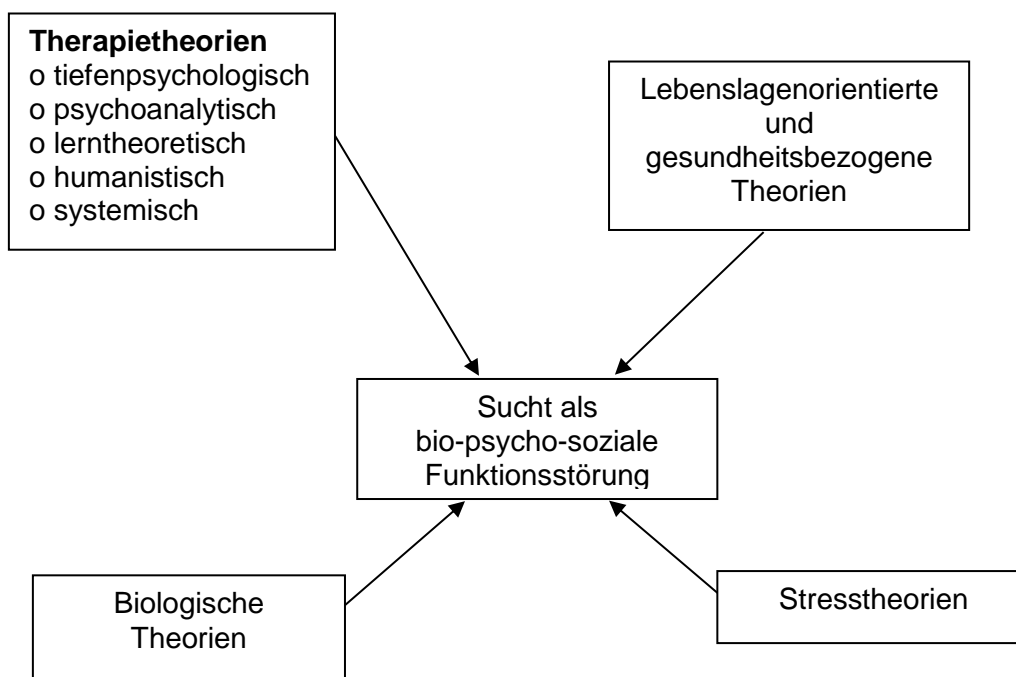 Therapietheorien
o tiefenpsychologisch
o psychoanalytisch
o lerntheoretisch
o humanistisch
o systemisch
Lebenslagenorientierte
und
gesundheitsbezogene
Theorien
Sucht als
bio-psycho-soziale
Funktionsstörung
Biologische
Theorien
Stresstheorien